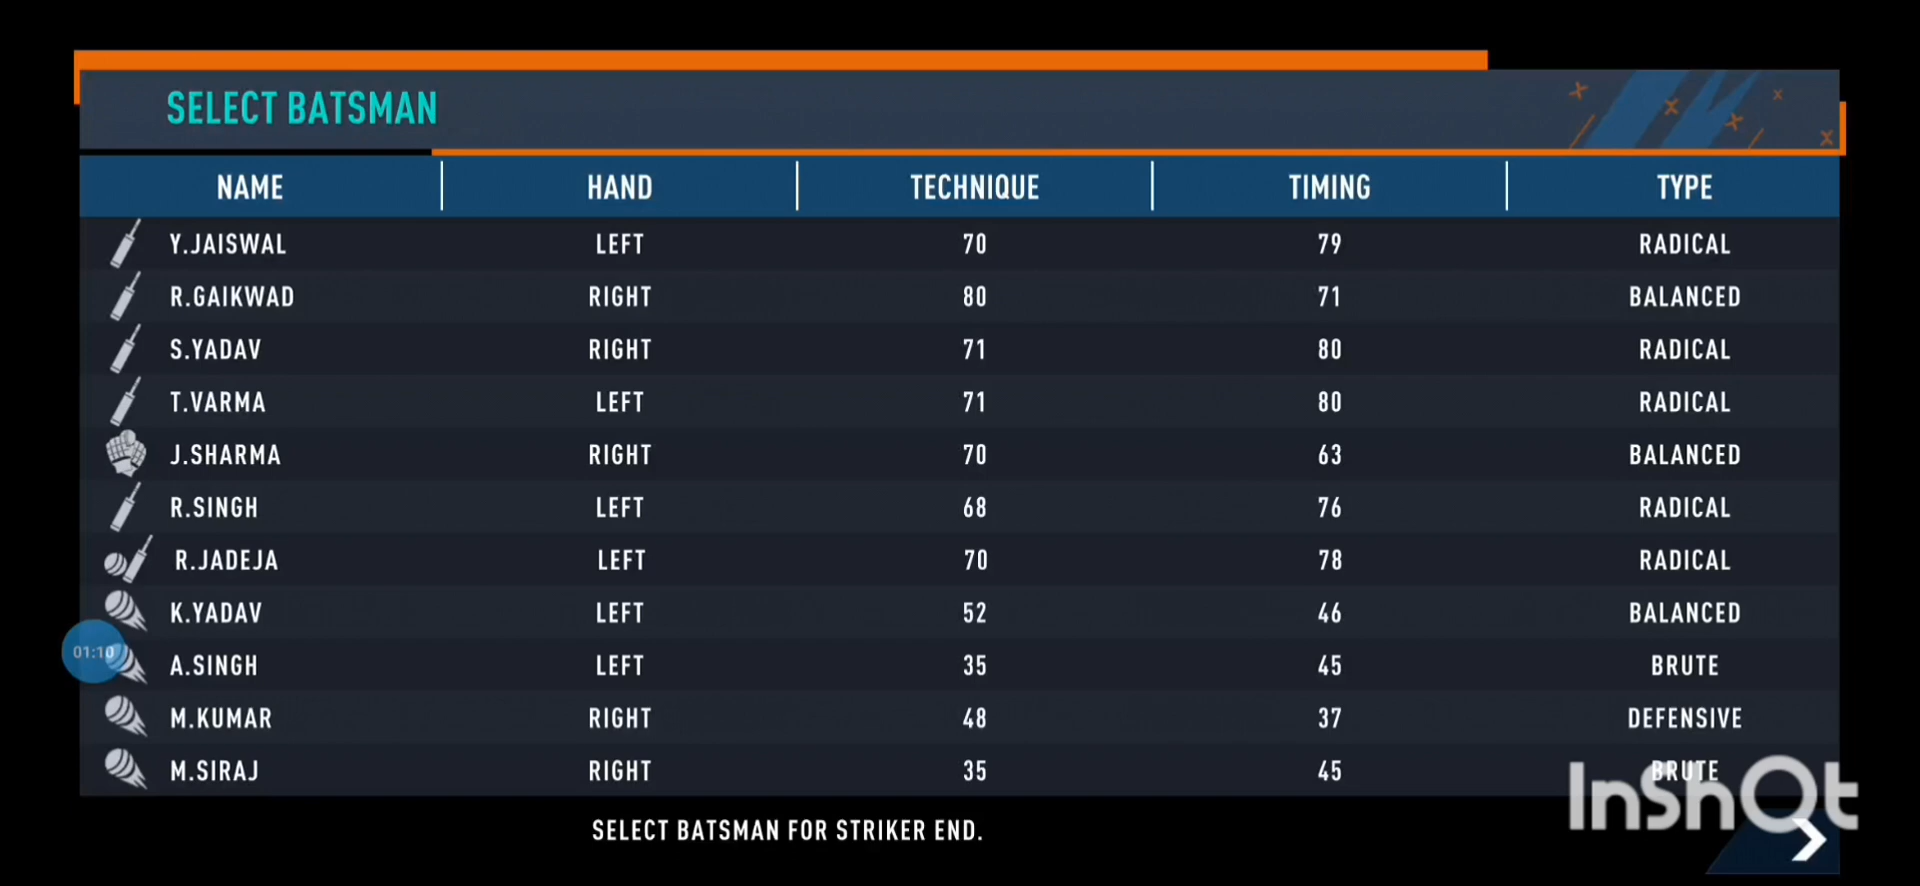 SELECT BATSMAN
NAME HAND TECHNIQUE TIMING TYPE
Y.JAISWAL LEFT 70 79 RADICAL
R.GAIKWAD RIGHT 80 71 BALANCED
S.YADAV RIGHT 71 80 RADICAL
T.VARMA LEFT 71 80 RADICAL
J.SHARMA RIGHT 70 63 BALANCED
R.SINGH LEFT 68 76 RADICAL
R.JADEJA LEFT 70 78 RADICAL
K.YADAV LEFT 52 46 BALANCED
01:10 A.SINGH LEFT 35 45 BRUTE
M.KUMAR RIGHT 48 37 DEFENSIVE
M.SIRAJ RIGHT 35 45 BRUTE
InShOt
SELECT BATSMAN FOR STRIKER END.